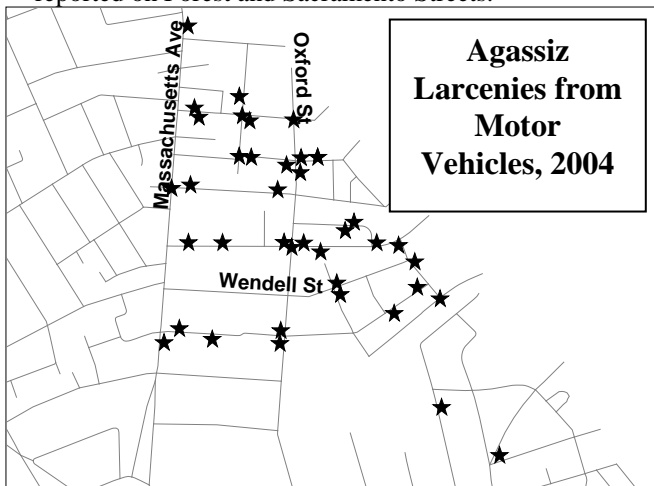 reported on Forest and Sacramento Streets.
Massachusetts Ave
Oxford St
Agassiz
Larcenies from
Motor
Vehicles, 2004
Wendell St